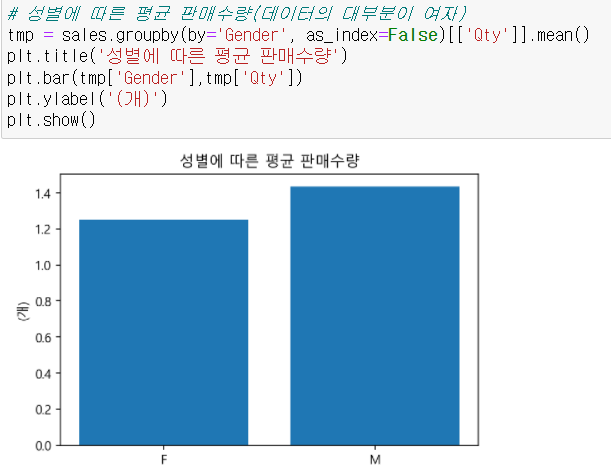 # 성별에 따른 평균 판매수량(데이터의 대부분이 여자)
tmp = sales.groupby(by='Gender', as_index=False)[['Qty']].mean()
plt.title('성별에 따른 평균 판매수량')
plt.bar(tmp['Gender'],tmp['Qty'])
plt.ylabel('(개)')
plt.show()
성별에 따른 평균 판매수량
1.4
1.2
1.0
0.8
(개)
0.6
0.4
0.2
0.0
F M